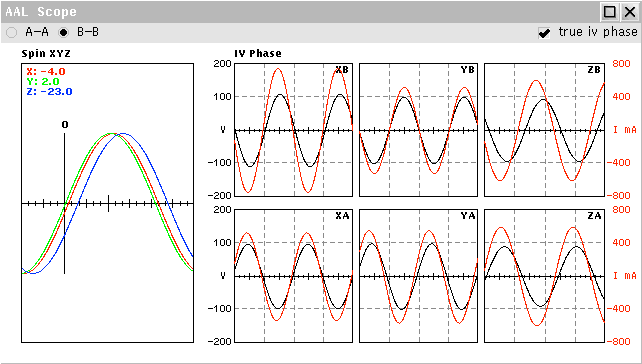 AAL Scope
A-A B-B true iv phase
Spin XYZ
X: -4.0
Y: 2.0
Z: -23.0
0
IV Phase
200 XB YB ZB 800
100 400
V 0 I mA
-100 -400
-200 -800
200 XA YA ZA 800
100 400
V 0 I mA
-100 -400
-200 -800